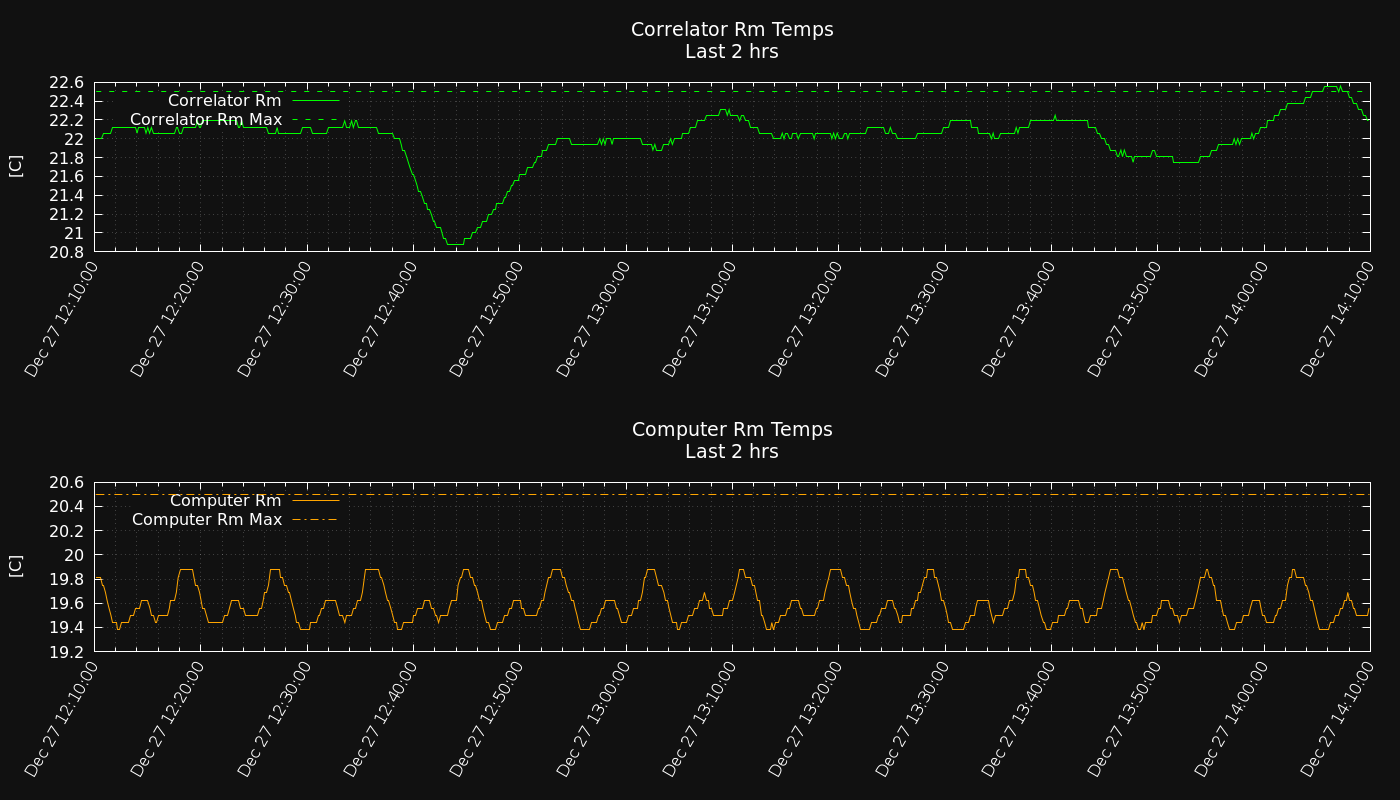 Correlator Rm Temps
Last 2 hrs
22.6
22.4
22.2
22
21.8
21.6
21.4
21.2
21
20.8
[C]
Correlator Rm
Correlator Rm Max
Dec 27 12:10:00
Dec 27 12:20:00
Dec 27 12:30:00
Dec 27 12:40:00
Dec 27 12:50:00
Dec 27 13:00:00
Dec 27 13:10:00
Dec 27 13:20:00
Dec 27 13:30:00
Dec 27 13:40:00
Dec 27 13:50:00
Dec 27 14:00:00
Dec 27 14:10:00
Computer Rm Temps
Last 2 hrs
20.6
20.4
20.2
20
19.8
19.6
19.4
19.2
[C]
Computer Rm
Computer Rm Max
Dec 27 12:10:00
Dec 27 12:20:00
Dec 27 12:30:00
Dec 27 12:40:00
Dec 27 12:50:00
Dec 27 13:00:00
Dec 27 13:10:00
Dec 27 13:20:00
Dec 27 13:30:00
Dec 27 13:40:00
Dec 27 13:50:00
Dec 27 14:00:00
Dec 27 14:10:00